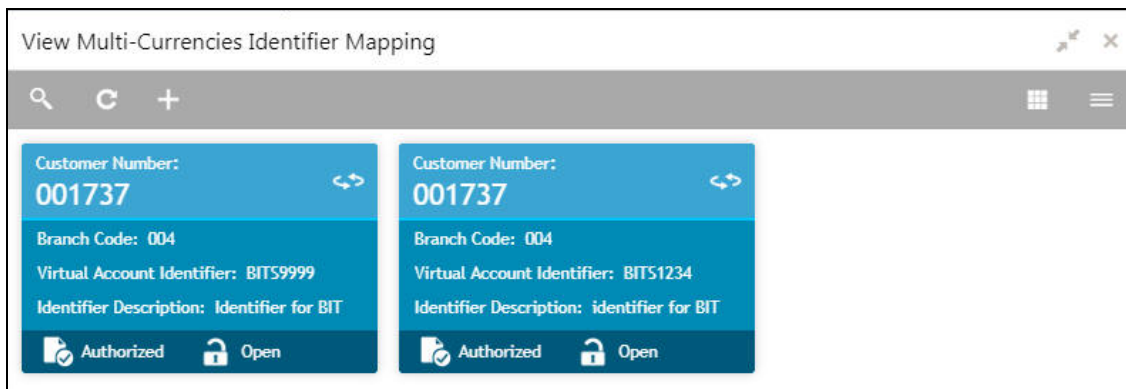 View Multi-Currencies Identifier Mapping
Customer Number:
001737
Branch Code: 004
Virtual Account Identifier: BITS9999
Identifier Description: Identifier for BIT
Authorized Open
Customer Number:
001737
Branch Code: 004
Virtual Account Identifier: BITS1234
Identifier Description: identifier for BIT
Authorized Open